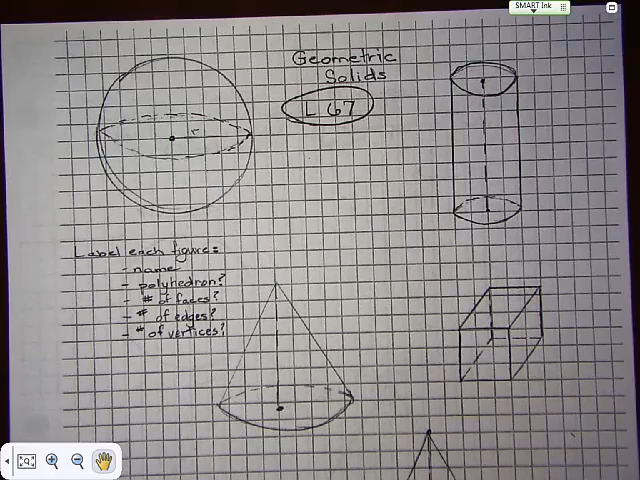 SMART Ink
Geometric
Solids
L 67
r
Label each figure:
- name
- polyhedron?
- # of faces?
- # of edges?
- # of vertices?